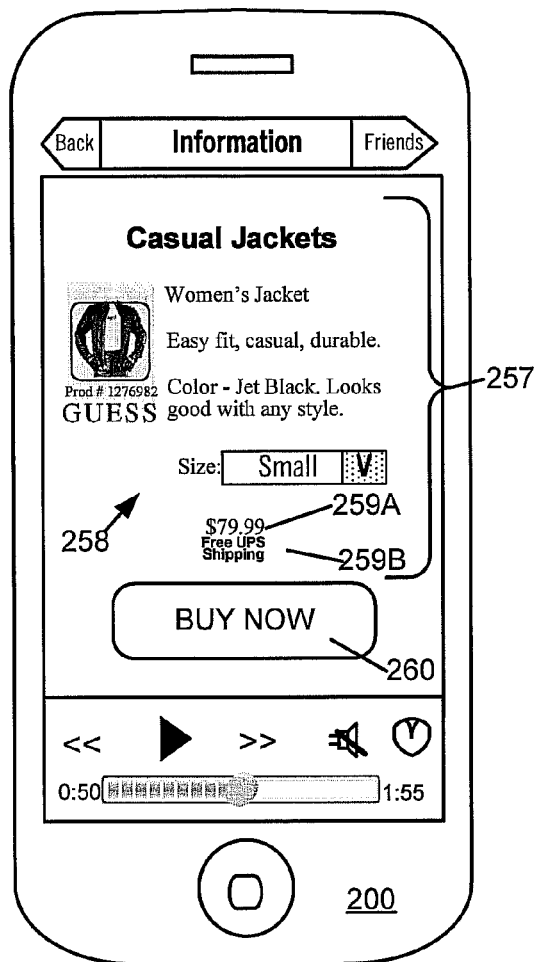 Back Information Friends
Casual Jackets
Women's Jacket
Easy fit, casual, durable.
Prod # 1276982
GUESS
Color - Jet Black. Looks
good with any style.
257
Size: Small V
258
$79.99
259A
Free UPS
Shipping
259B
BUY NOW
260
<< >>
Y
0:50 1:55
200